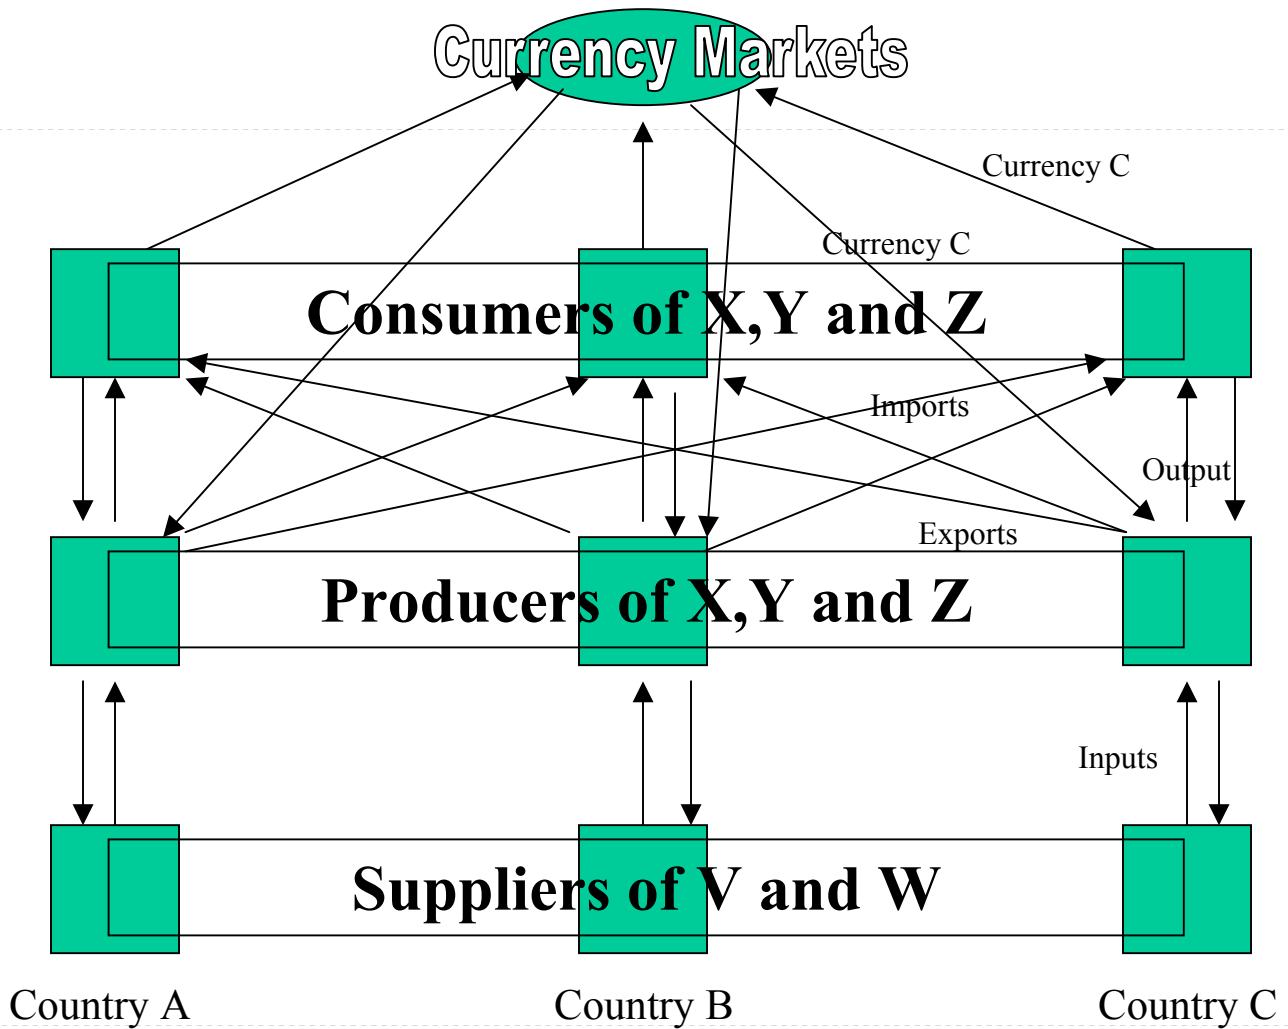 Currency Markets
Currency C
Currency C
Consumers of X,Y and Z
Imports
Output
Exports
Producers of X,Y and Z
Inputs
Suppliers of V and W
Country A
Country B
Country C